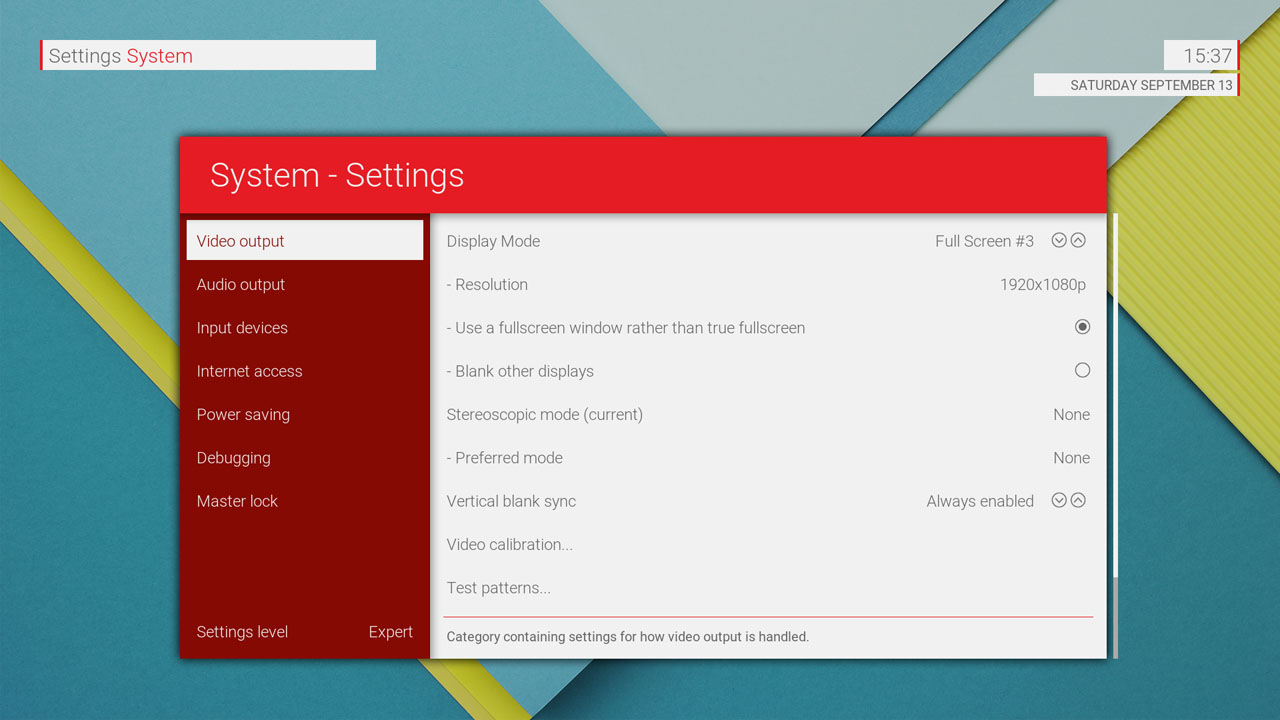 Settings System
15:37
SATURDAY SEPTEMBER 13
System - Settings
Video output
Audio output
Input devices
Internet access
Power saving
Debugging
Master lock
Settings level Expert
Display Mode Full Screen #3
- Resolution 1920x1080p
- Use a fullscreen window rather than true fullscreen
- Blank other displays
Stereoscopic mode (current) None
- Preferred mode None
Vertical blank sync Always enabled
Video calibration...
Test patterns...
Category containing settings for how video output is handled.